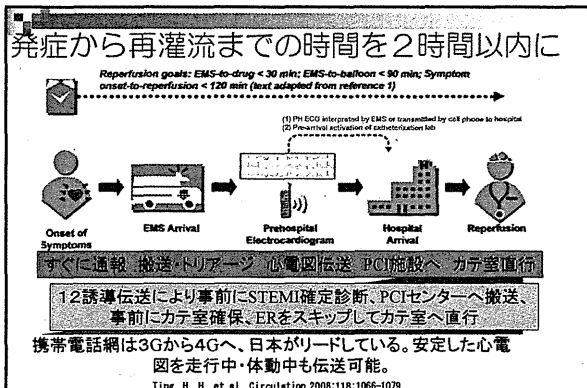 発症から再灌流までの時間を２時間以内に
Reperfusion goals: EMS-to-drug < 30 min; EMS-to-balloon < 90 min; Symptom
onset-to-reperfusion < 120 min (text adapted from reference 1)
(1) PH ECG interpreted by EMS or transmitted by cell phone to hospital
(2) Pre-arrival activation of catheterization lab
Onset of
Symptoms
EMS Arrival
Prehospital
Electrocardiogram
Hospital
Arrival
Reperfusion
すぐに通報 搬送・トリアージ 心電図伝送 PCI施設へ カテ室直行
１２誘導伝送により事前にSTEMI確定診断、PCIセンターへ搬送、
事前にカテ室確保、ERをスキップしてカテ室へ直行
携帯電話網は3Gから4Gへ、日本がリードしている。安定した心電
図を走行中・体動中も伝送可能。
Ting, H. H. et al. Circulation 2008;118:1066-1079